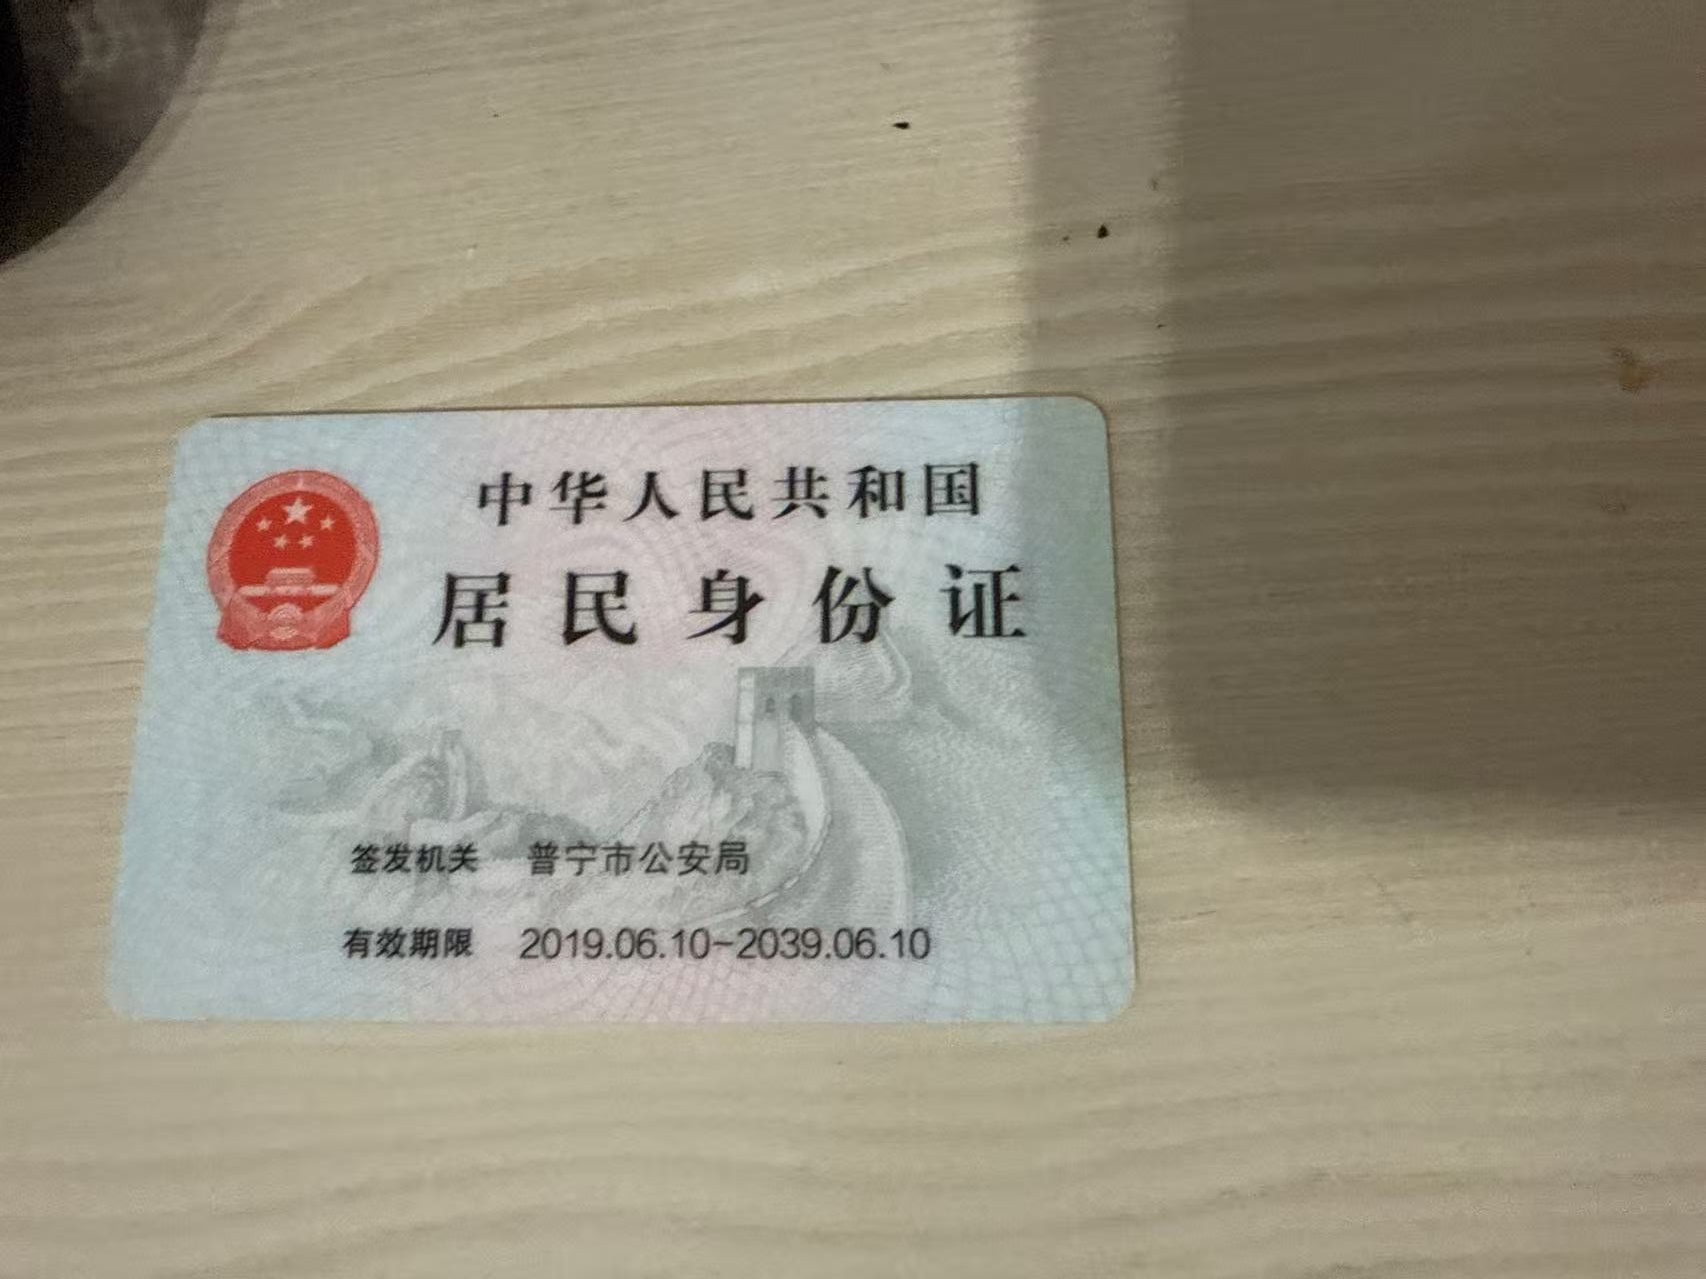 中华人民共和国
居民身份证
签发机关 普宁市公安局
有效期限 2019.06.10-2039.06.10